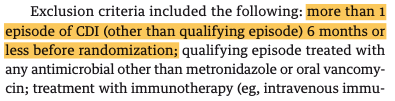 Exclusion criteria included the following: more than 1
episode of CDI (other than qualifying episode) 6 months or
less before randomization; qualifying episode treated with
any antimicrobial other than metronidazole or oral vancomy-
cin; treatment with immunotherapy (eg, intravenous immu-